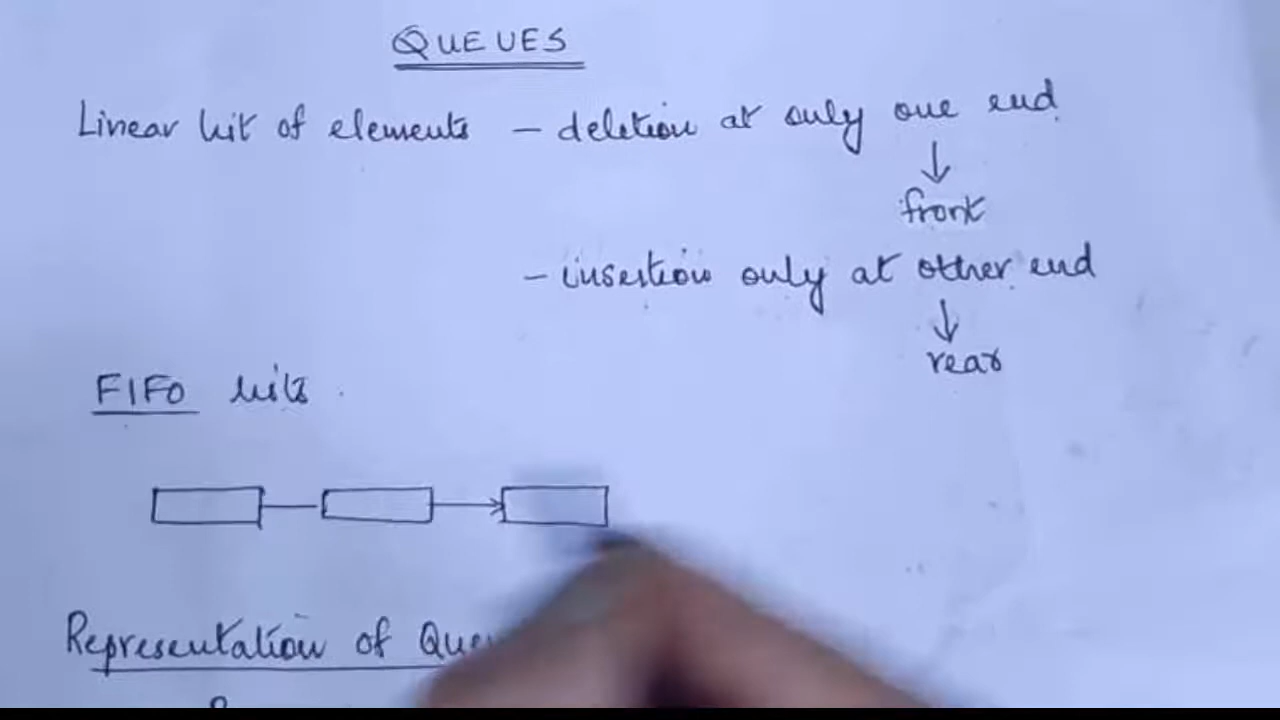 QUEUES
Linear list of elements - deletion at only one end.
↓
front
- insertion only at other end
↓
rear
FIFO lists.
Representation of